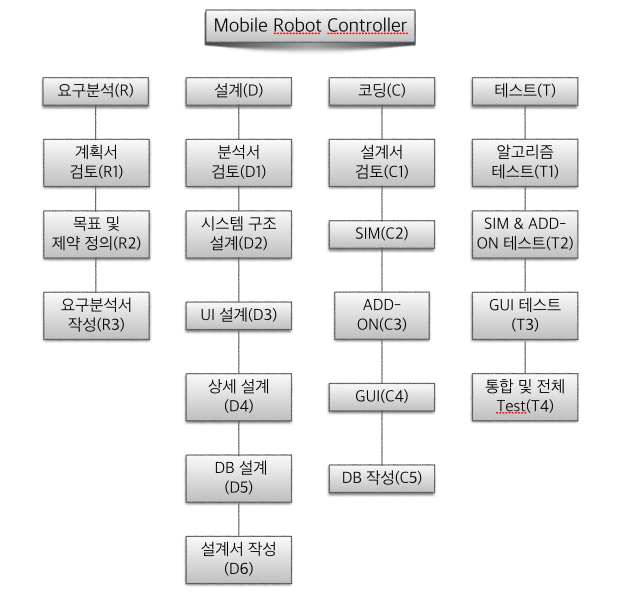 Mobile Robot Controller
요구분석(R)
계획서
검토(R1)
목표 및
제약 정의(R2)
요구분석서
작성(R3)
설계(D)
분석서
검토(D1)
시스템 구조
설계(D2)
UI 설계(D3)
상세 설계
(D4)
DB 설계
(D5)
설계서 작성
(D6)
코딩(C)
설계서
검토(C1)
SIM(C2)
ADD-
ON(C3)
GUI(C4)
DB 작성(C5)
테스트(T)
알고리즘
테스트(T1)
SIM & ADD-
ON 테스트(T2)
GUI 테스트
(T3)
통합 및 전체
Test(T4)